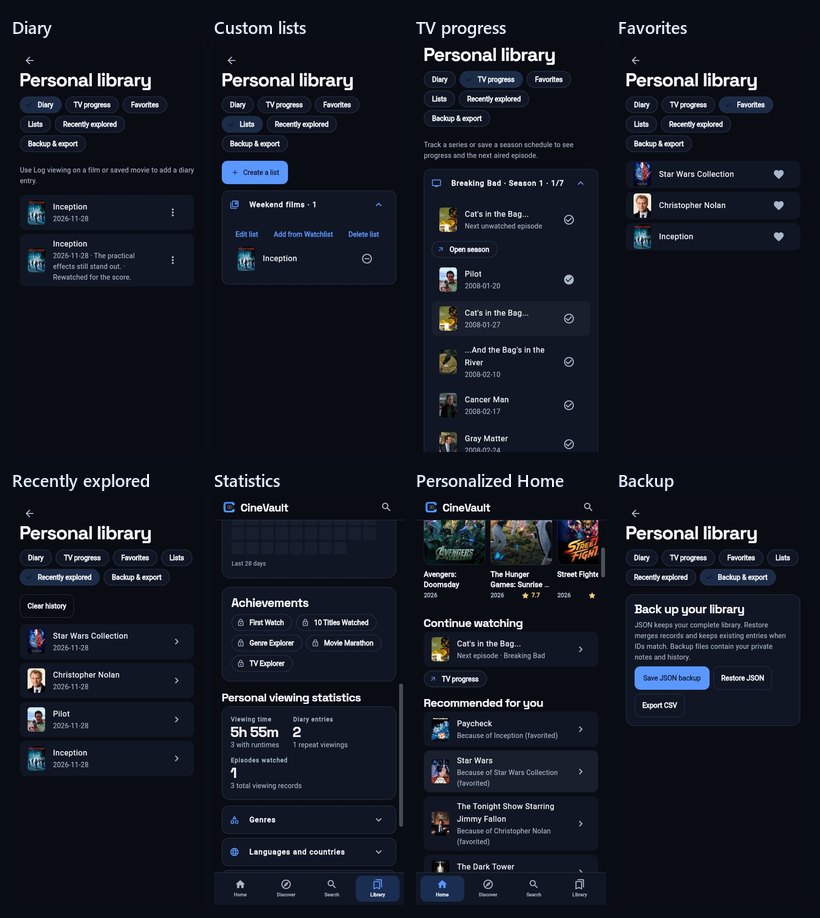 Diary
Personal library
Diary
TV progress
Favorites
Lists
Recently explored
Backup & export
Use Log viewing on a film or saved movie to add a diary
entry.
Inception
2026-11-28
Inception
2026-11-28 · The practical
effects still stand out. ·
Rewatched for the score.
Custom lists
Personal library
Diary
TV progress
Favorites
Lists
Recently explored
Backup & export
+ Create a list
Weekend films · 1
Edit list
Add from Watchlist
Delete list
Inception
TV progress
Personal library
Diary
TV progress
Favorites
Lists
Recently explored
Backup & export
Track a series or save a season schedule to see
progress and the next aired episode.
Breaking Bad · Season 1 · 1/7
Cat's in the Bag...
Next unwatched episode
Open season
Pilot
2008-01-20
Cat's in the Bag...
2008-01-27
...And the Bag's in the
River
2008-02-10
Cancer Man
2008-02-17
Gray Matter
2008-02-24
Favorites
Personal library
Diary
TV progress
Favorites
Lists
Recently explored
Backup & export
Star Wars Collection
Christopher Nolan
Inception
Recently explored
Personal library
Diary
TV progress
Favorites
Lists
Recently explored
Backup & export
Clear history
Star Wars Collection
2026-11-28
Christopher Nolan
2026-11-28
Pilot
2026-11-28
Inception
2026-11-28
Statistics
CineVault
Last 28 days
Achievements
First Watch
10 Titles Watched
Genre Explorer
Movie Marathon
TV Explorer
Personal viewing statistics
Viewing time
5h 55m
3 with runtimes
Diary entries
2
1 repeat viewings
Episodes watched
1
3 total viewing records
Genres
Languages and countries
Home
Discover
Search
Library
Personalized Home
CineVault
AVENGERS
STREET
FIGHT
Avengers:
Doomsday
2026
The Hunger
Games: Sunrise ..
2026
7.7
Street Fighte
2026
Continue watching
Cat's in the Bag...
Next episode · Breaking Bad
TV progress
Recommended for you
Paycheck
Because of Inception (favorited)
Star Wars
Because of Star Wars Collection
(favorited)
The Tonight Show Starring
Jimmy Fallon
Because of Christopher Nolan
(favorited)
The Dark Tower
Home
Discover
Search
Library
Backup
Personal library
Diary
TV progress
Favorites
Lists
Recently explored
Backup & export
Back up your library
JSON keeps your complete library. Restore
merges records and keeps existing entries when
IDs match. Backup files contain your private
notes and history.
Save JSON backup
Restore JSON
Export CSV